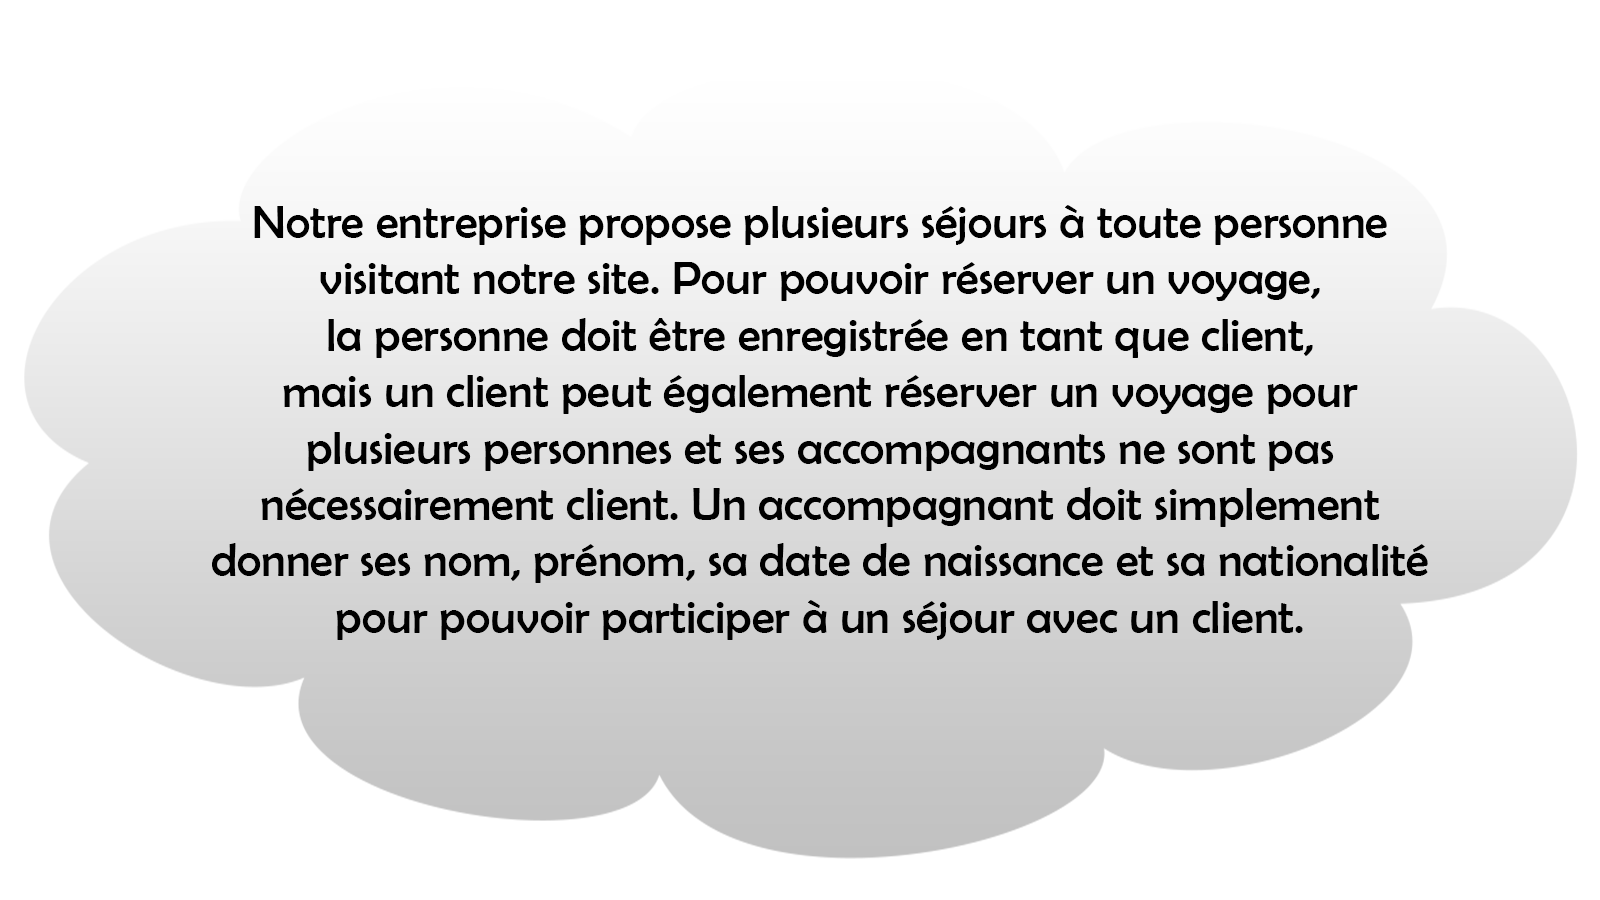 Notre entreprise propose plusieurs séjours à toute personne
visitant notre site. Pour pouvoir réserver un voyage,
la personne doit être enregistrée en tant que client,
mais un client peut également réserver un voyage pour
plusieurs personnes et ses accompagnants ne sont pas
nécessairement client. Un accompagnant doit simplement
donner ses nom, prénom, sa date de naissance et sa nationalité
pour pouvoir participer à un séjour avec un client.